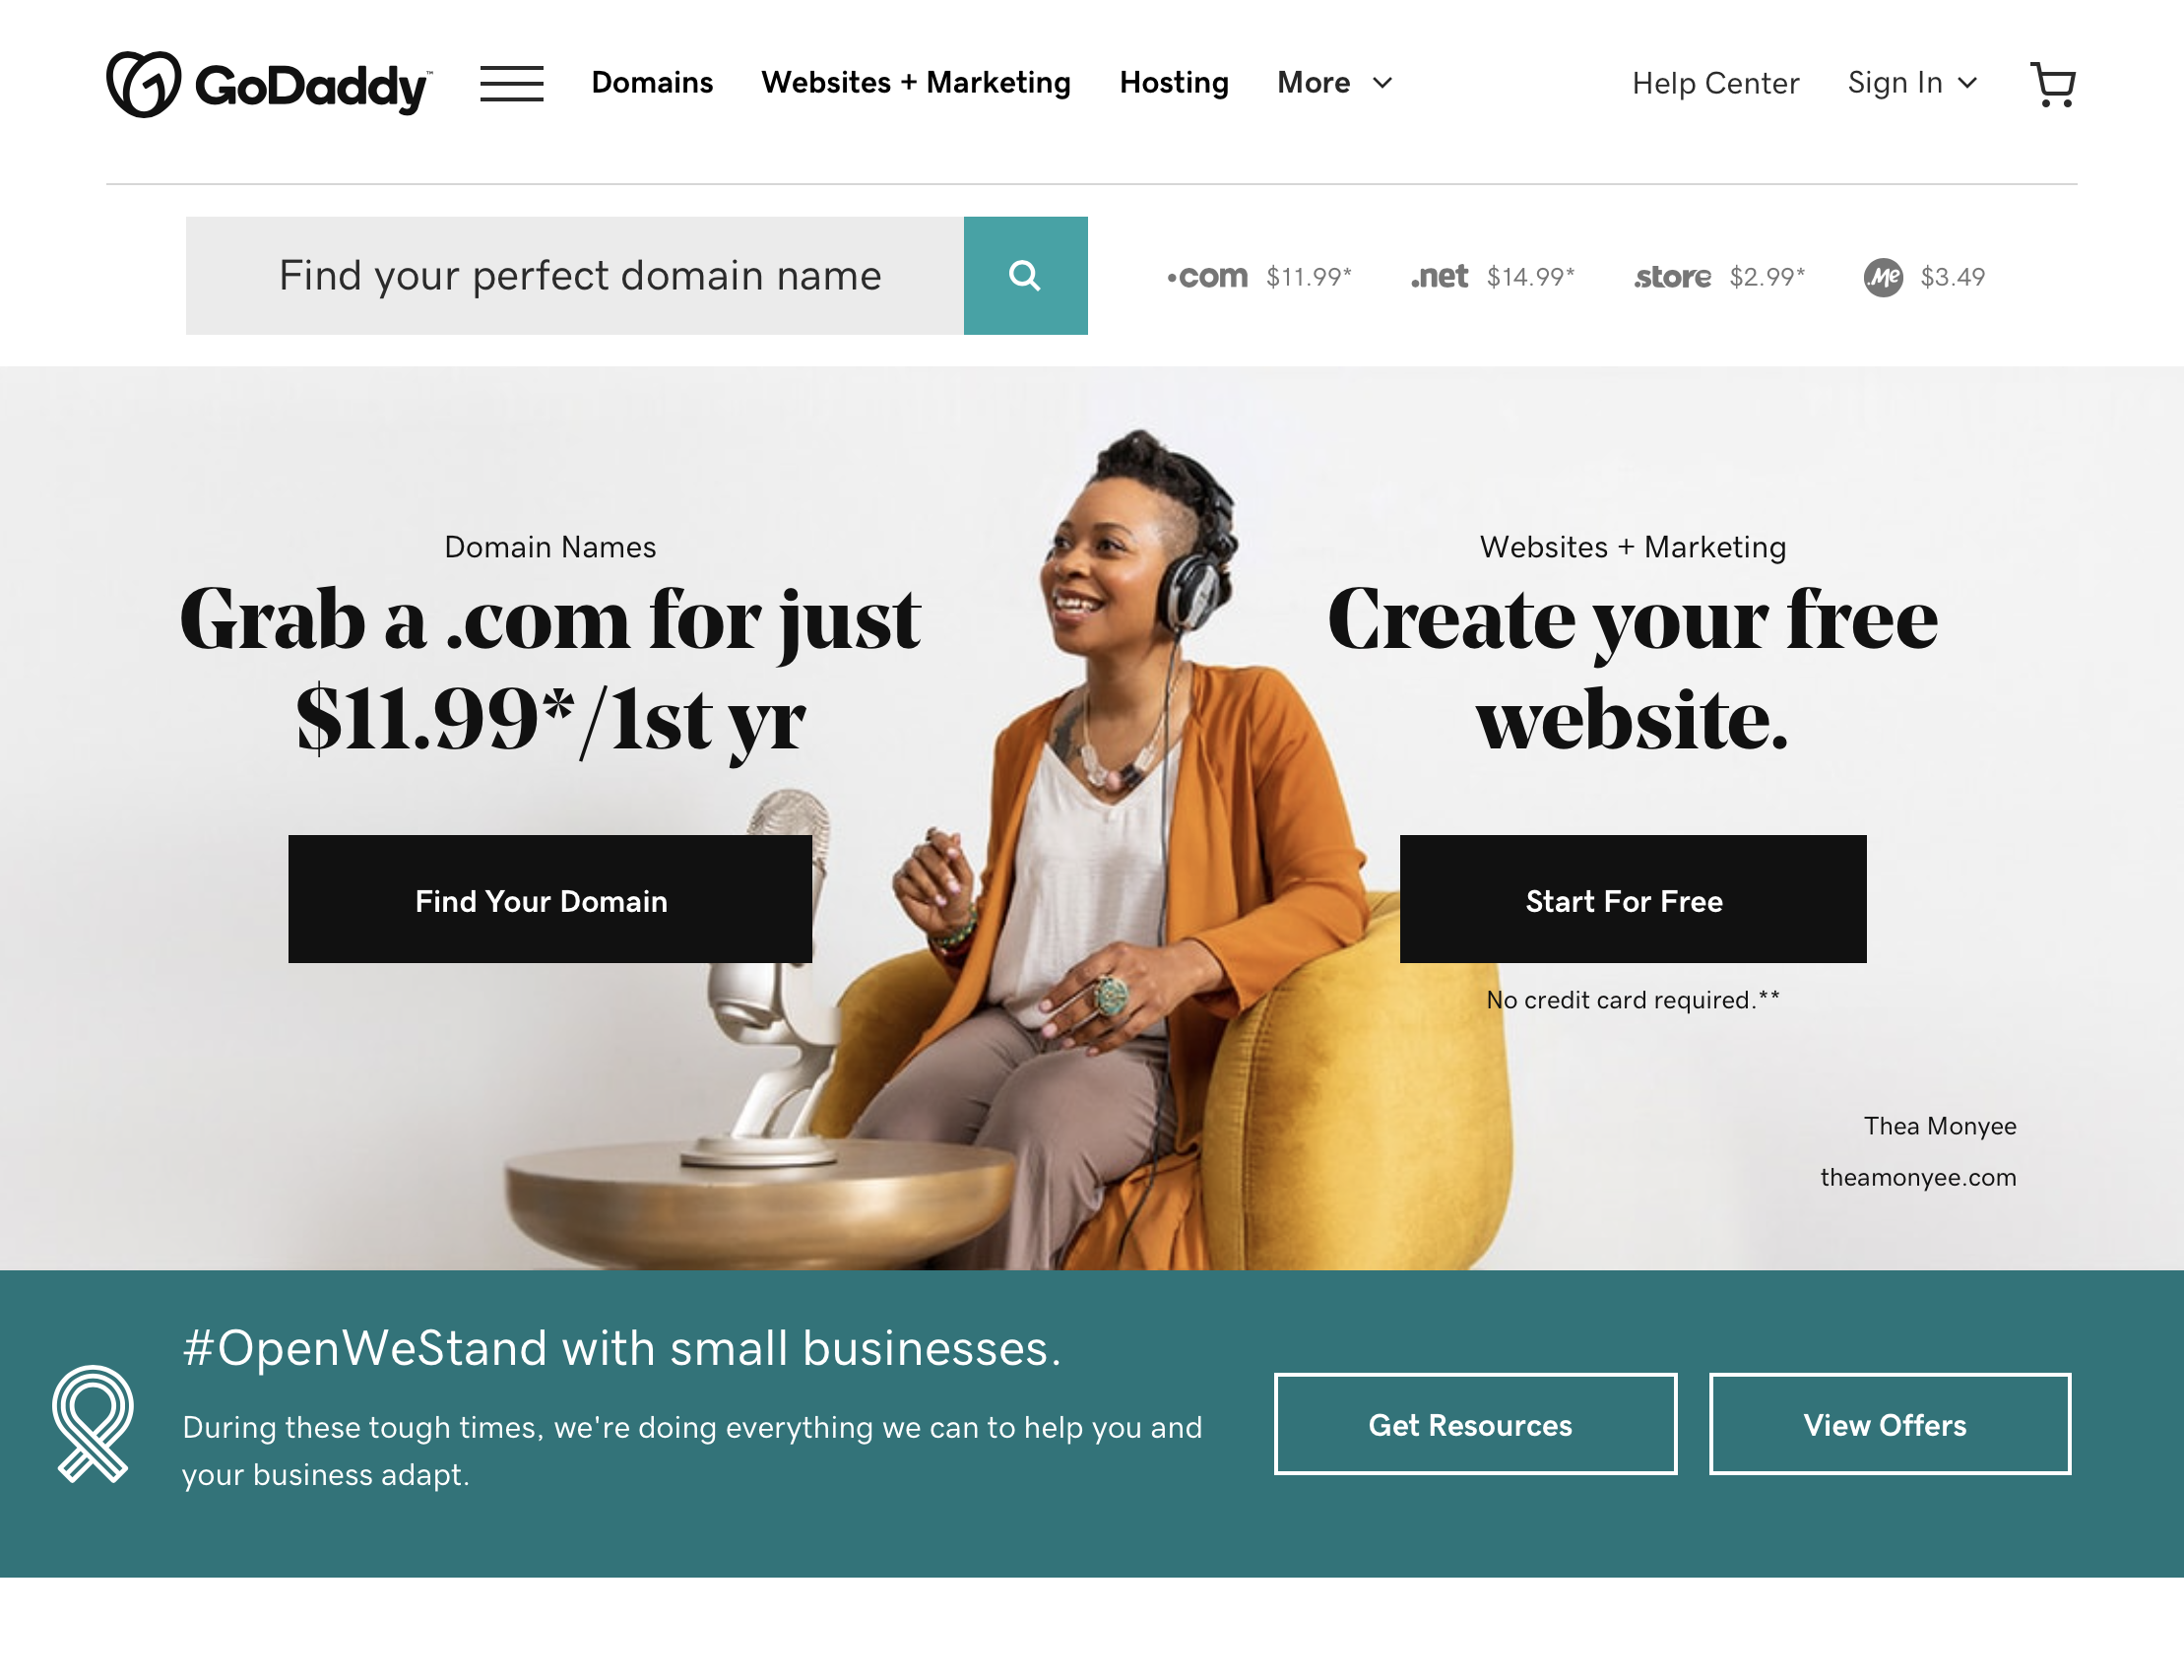 GoDaddy™
Domains
Websites + Marketing
Hosting
More
Help Center
Sign In
Find your perfect domain name
.com $11.99*
.net $14.99*
.store $2.99*
.Me $3.49
Domain Names
Grab a .com for just
$11.99*/1st yr
Find Your Domain
Websites + Marketing
Create your free
website.
Start For Free
No credit card required.**
Thea Monyee
theamonyee.com
#OpenWeStand with small businesses.
During these tough times, we're doing everything we can to help you and
your business adapt.
Get Resources
View Offers